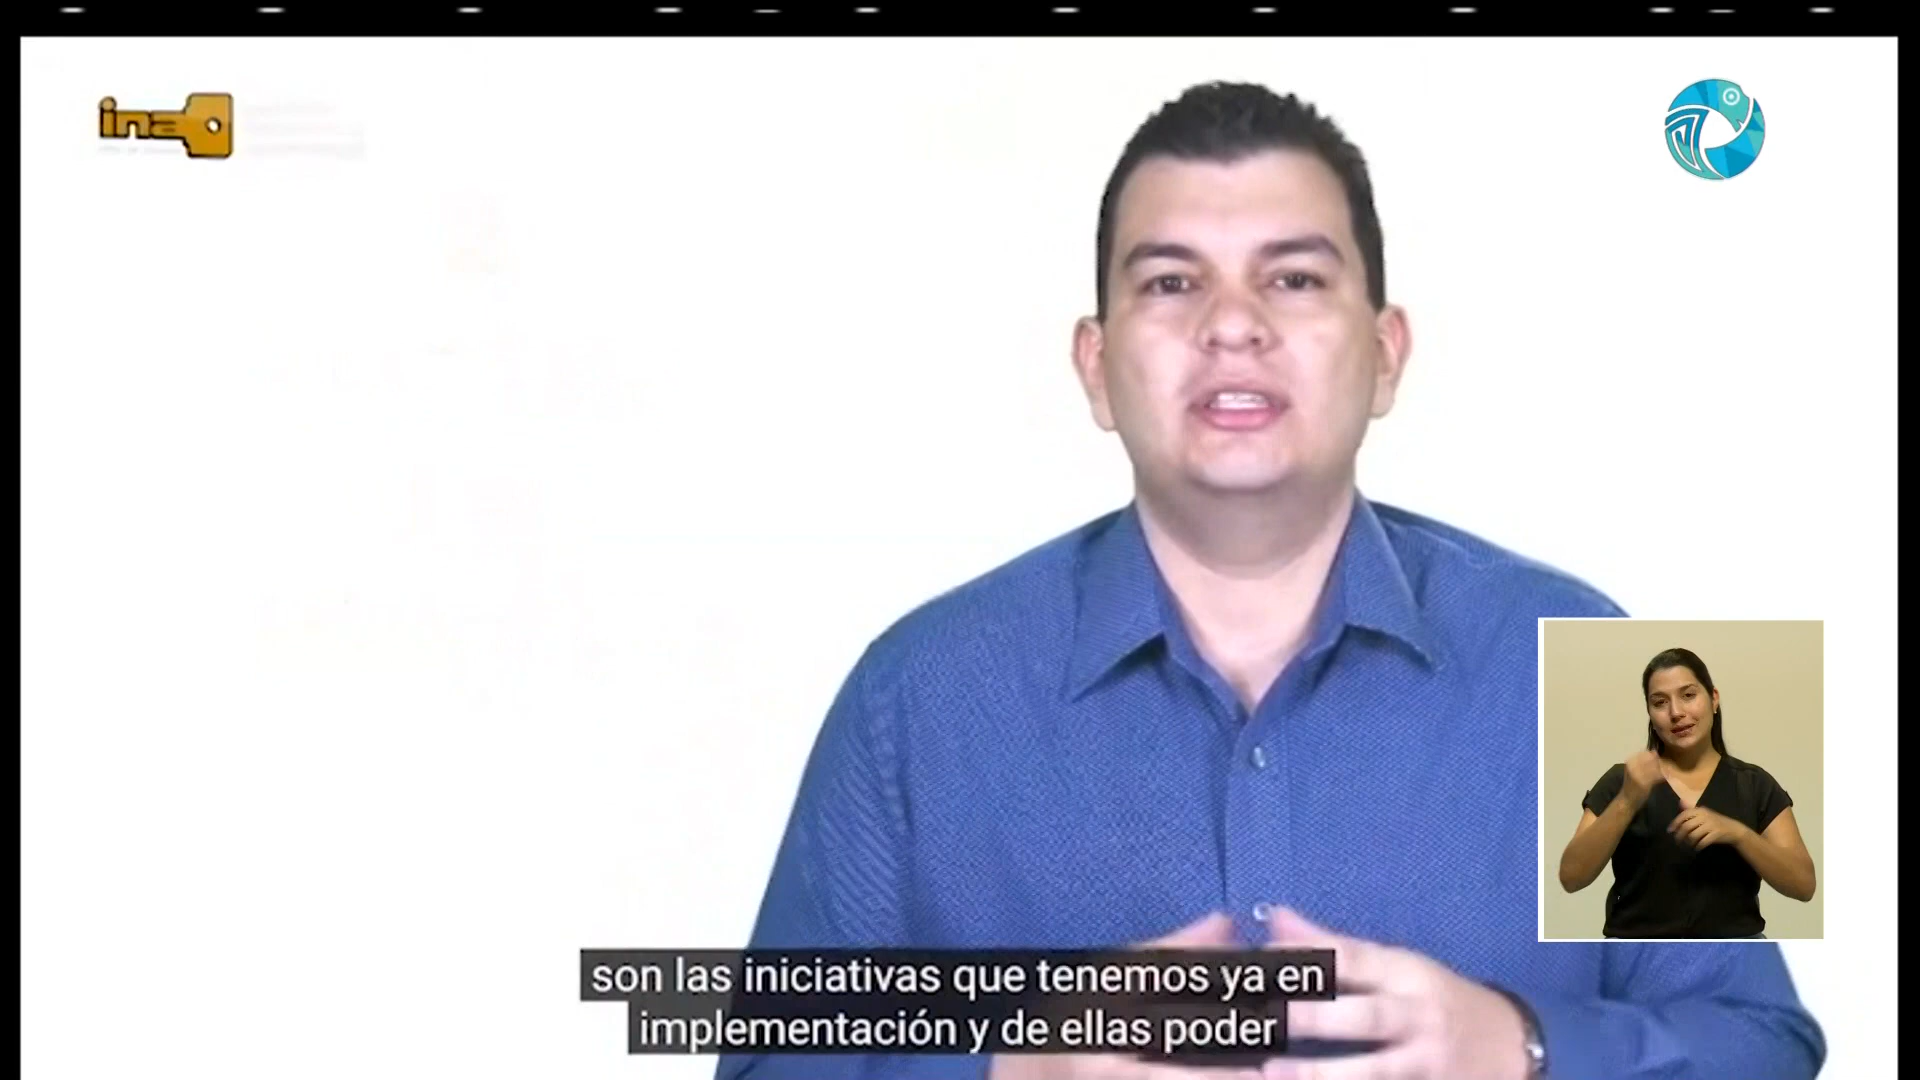 ina
son las iniciativas que tenemos ya en
implementación y de ellas poder